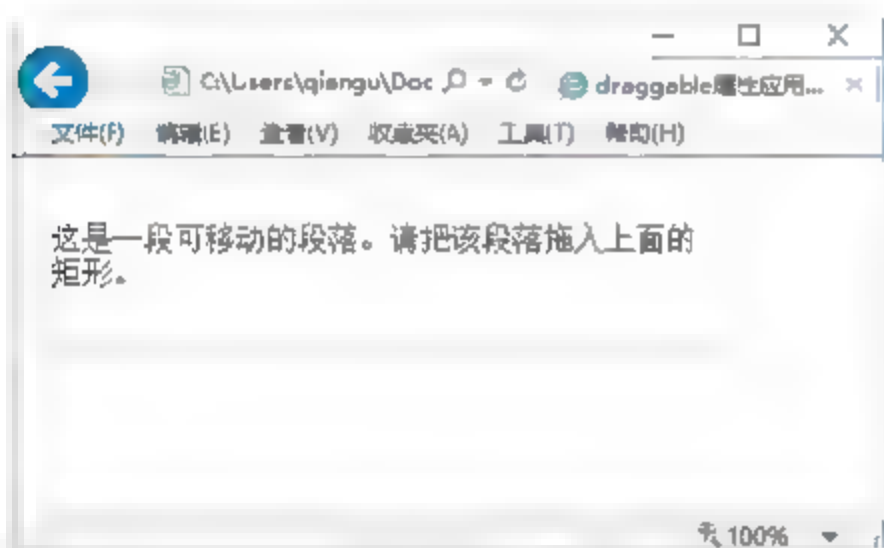 C:\Users\qiangu\Doc draggable属性应用...
文件(F) 编辑(E) 查看(V) 收藏夹(A) 工具(T) 帮助(H)
这是一段可移动的段落。请把该段落拖入上面的
矩形。
100%